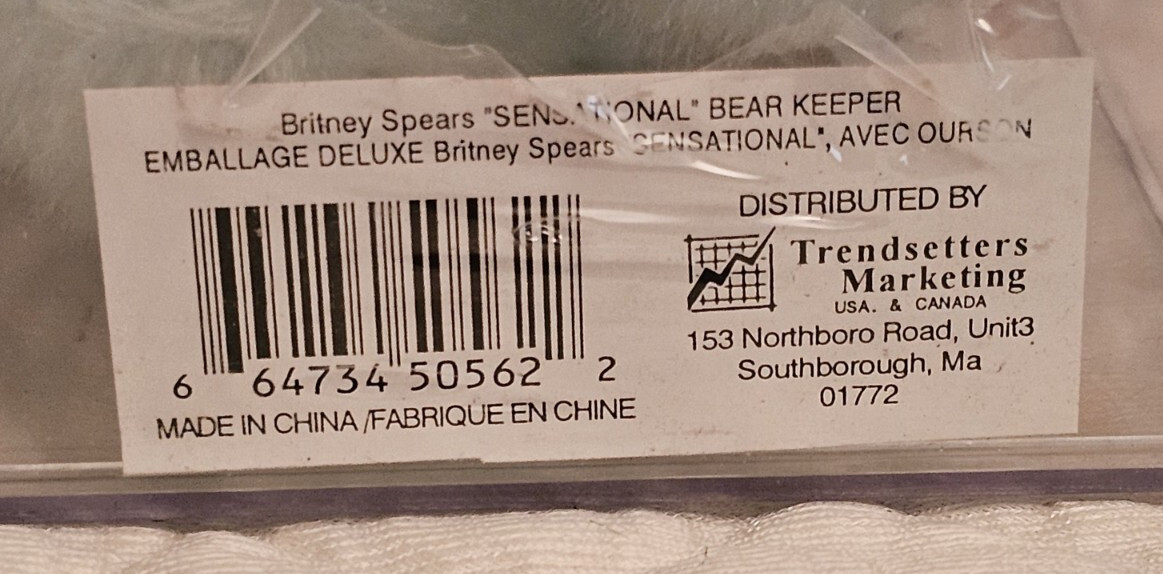 Britney Spears "SENSATIONAL" BEAR KEEPER
EMBALLAGE DELUXE Britney Spears "SENSATIONAL", AVEC OURSON
6 64734 50562 2
MADE IN CHINA /FABRIQUE EN CHINE
DISTRIBUTED BY
Trendsetters
Marketing
USA. & CANADA
153 Northboro Road, Unit3
Southborough, Ma
01772